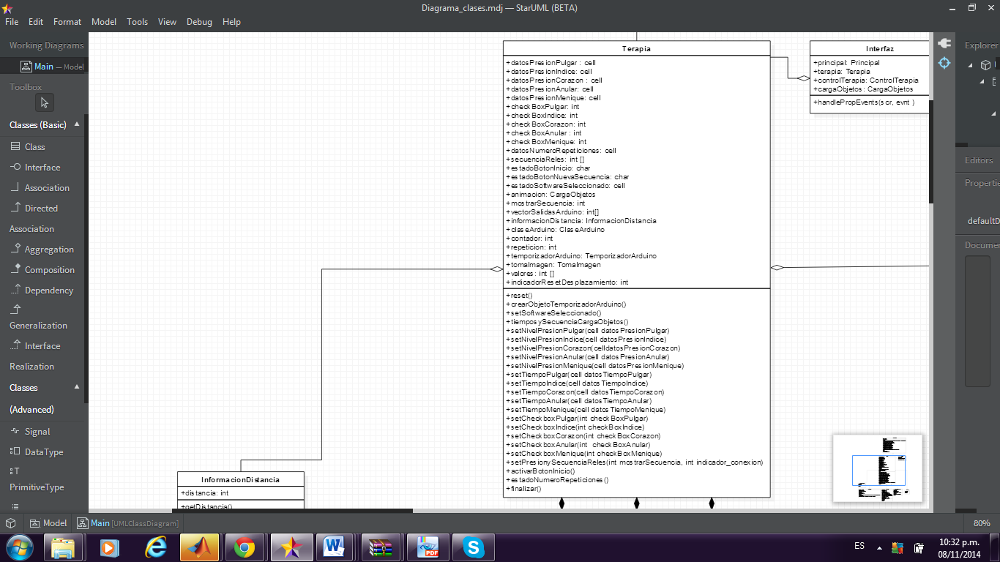 Diagrama_clases.mdj — StarUML (BETA)
File Edit Format Model Tools View Debug Help
Working Diagrams
Main — Model
Toolbox
Classes (Basic)
Class
Interface
Association
Directed
Association
Aggregation
Composition
Dependency
Generalization
Interface
Realization
Classes
(Advanced)
Signal
DataType
PrimitiveType
Terapia
+datosPresionPulgar : cell
+datosPresionIndice: cell
+datosPresionCorazon : cell
+datosPresionAnular: cell
+datosPresionMenique: cell
+checkBoxPulgar: int
+checkBoxIndice: int
+checkBoxCorazon: int
+checkBoxAnular : int
+checkBoxMenique: int
+datosNumeroRepeticiones: cell
+secuenciaReles: int []
+estadoBotonInicio: char
+estadoBotonNuevaSecuencia: char
+estadoSoftwareSeleccionado: cell
+animacion: CargaObjetos
+mostrarSecuencia: int
+vectorSalidasArduino: int[]
+informacionDistancia: InformacionDistancia
+claseArduino: ClaseArduino
+contador: int
+repeticion: int
+temporizadorArduino: TemporizadorArduino
+tomaImagen: TomaImagen
+valores: int []
+indicadorResetDesplazamiento: int
+reset()
+crearObjetoTemporizadorArduino()
+setSoftwareSeleccionado()
+tiemposySecuenciaCargaObjetos()
+setNivelPresionPulgar(cell datosPresionPulgar)
+setNivelPresionIndice(cell datosPresionIndice)
+setNivelPresionCorazon(celldatosPresionCorazon)
+setNivelPresionAnular(cell datosPresionAnular)
+setNivelPresionMenique(cell datosPresionMenique)
+setTiempoPulgar(cell datosTiempoPulgar)
+setTiempoIndice(cell datosTiempoIndice)
+setTiempoCorazon(cell datosTiempoCorazon)
+setTiempoAnular(cell datosTiempoAnular)
+setTiempoMenique(cell datosTiempoMenique)
+setCheckboxPulgar(int checkBoxPulgar)
+setCheckboxIndice(int checkBoxIndice)
+setCheckboxCorazon(int checkBoxCorazon)
+setCheckboxAnular(int checkBoxAnular)
+setCheckboxMenique(int checkBoxMenique)
+setPresionySecuenciaReles(int mostrarSecuencia, int indicador_conexion)
+activarBotonInicio()
+estadoNumeroRepeticiones()
+finalizar()
Interfaz
+principal: Principal
+terapia: Terapia
+controlTerapia: ControlTerapia
+cargaObjetos: CargaObjetos
+handlePropEvents(scr, evnt )
InformacionDistancia
+distancia: int
+getDistancia()
Explorer
Editors
Propertie
defaultD
Documen
Model Main [UMLClassDiagram] 80%
ES
10:32 p.m.
08/11/2014